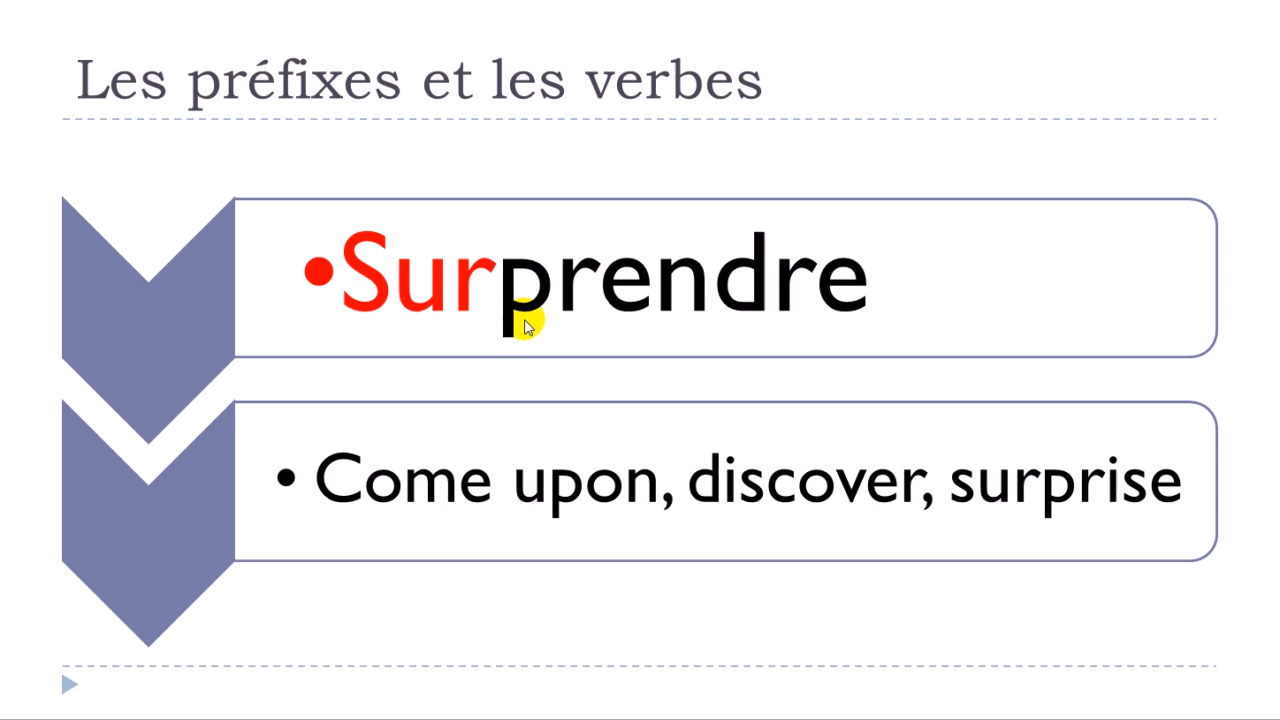 Les préfixes et les verbes
•Surprendre
• Come upon, discover, surprise